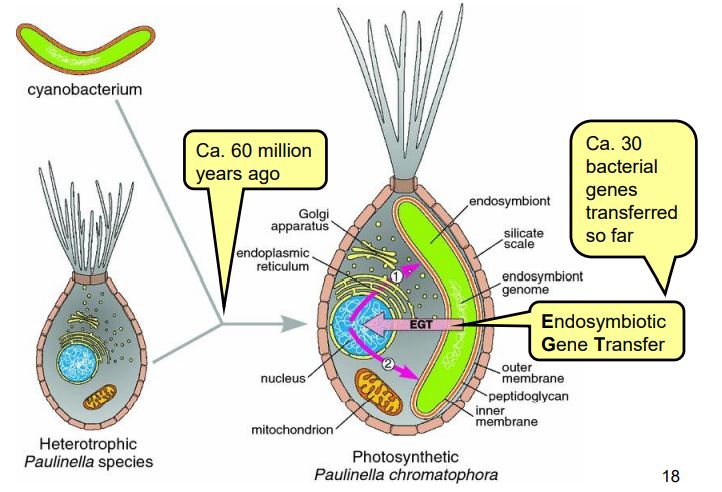 cyanobacterium
Ca. 60 million
years ago
Ca. 30
bacterial
genes
transferred
so far
Golgi
apparatus
endoplasmic
reticulum
endosymbiont
silicate
scale
endosymbiont
genome
1
EGT
2
Endosymbiotic
Gene Transfer
nucleus
mitochondrion
outer
membrane
peptidoglycan
inner
membrane
Heterotrophic
Paulinella species
Photosynthetic
Paulinella chromatophora
18